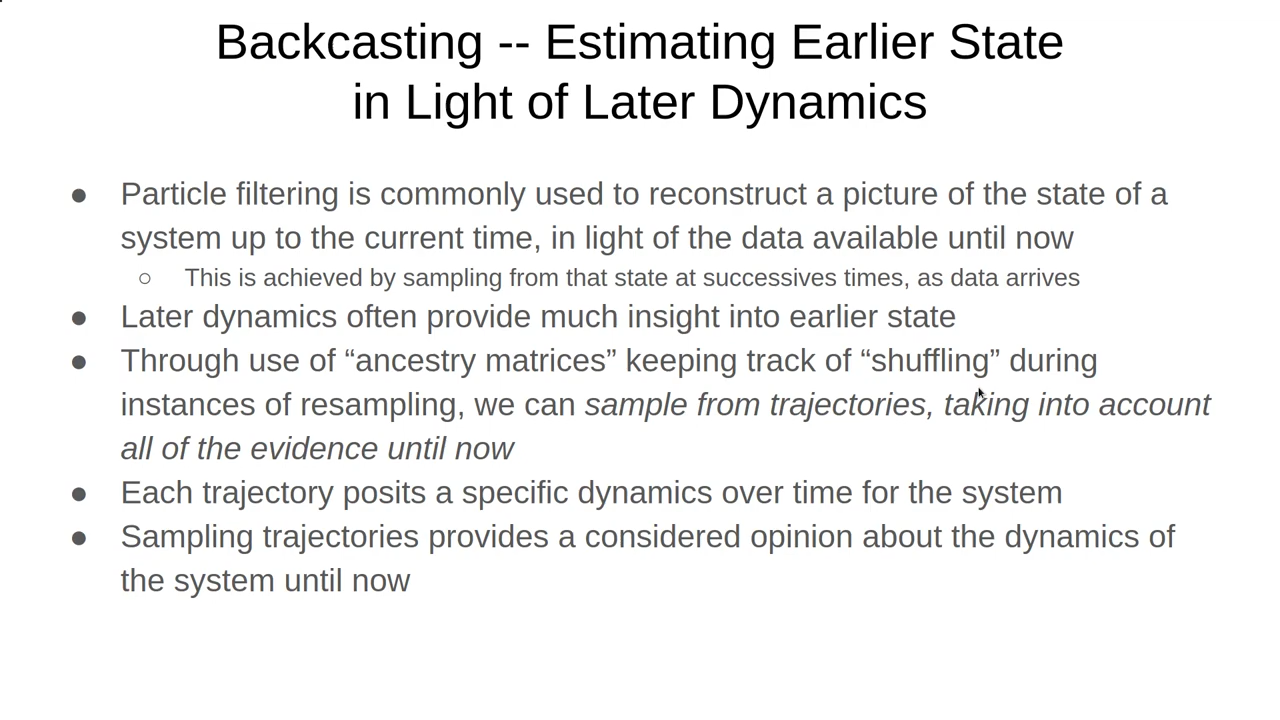 Backcasting -- Estimating Earlier State
in Light of Later Dynamics
● Particle filtering is commonly used to reconstruct a picture of the state of a
system up to the current time, in light of the data available until now
○ This is achieved by sampling from that state at successives times, as data arrives
● Later dynamics often provide much insight into earlier state
● Through use of “ancestry matrices” keeping track of “shuffling” during
instances of resampling, we can sample from trajectories, taking into account
all of the evidence until now
● Each trajectory posits a specific dynamics over time for the system
● Sampling trajectories provides a considered opinion about the dynamics of
the system until now